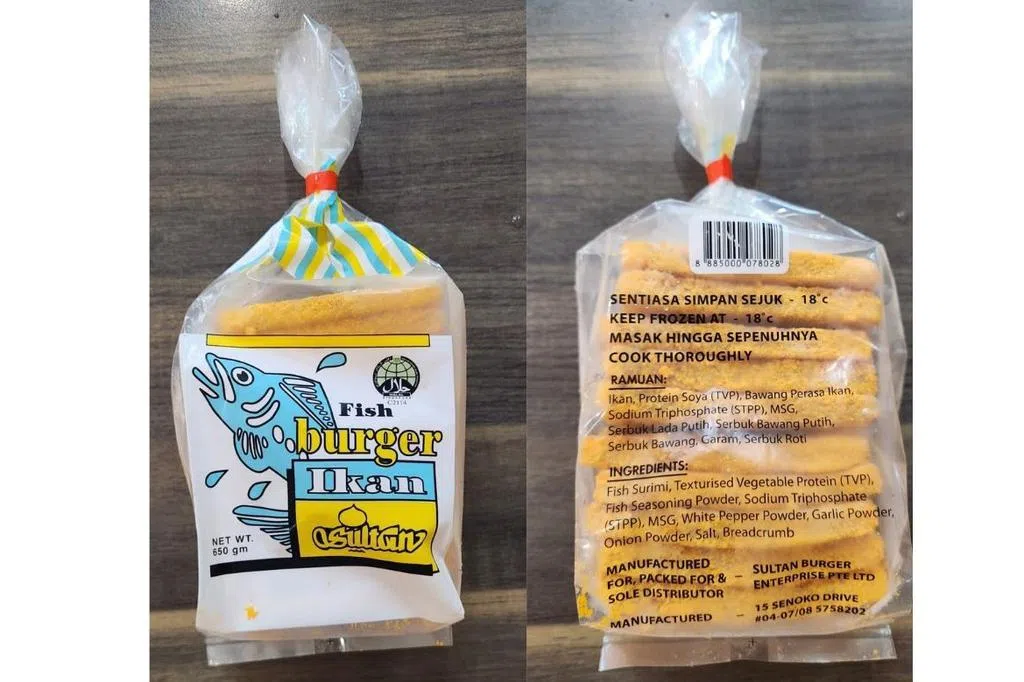 C2114
Fish
burger
Ikan
Sultan
NET WT.
650 gm
8 885000 078028
SENTIASA SIMPAN SEJUK - 18°c
KEEP FROZEN AT - 18°c
MASAK HINGGA SEPENUHNYA
COOK THOROUGHLY
RAMUAN:
Ikan, Protein Soya (TVP), Bawang Perasa Ikan,
Sodium Triphosphate (STPP), MSG,
Serbuk Lada Putih, Serbuk Bawang Putih,
Serbuk Bawang, Garam, Serbuk Roti
INGREDIENTS:
Fish Surimi, Texturised Vegetable Protein (TVP),
Fish Seasoning Powder, Sodium Triphosphate
(STPP), MSG, White Pepper Powder, Garlic Powder,
Onion Powder, Salt, Breadcrumb
MANUFACTURED
FOR, PACKED FOR & – SULTAN BURGER
SOLE DISTRIBUTOR ENTERPRISE PTE LTD
MANUFACTURED – 15 SENOKO DRIVE
#04-07/08 S758202